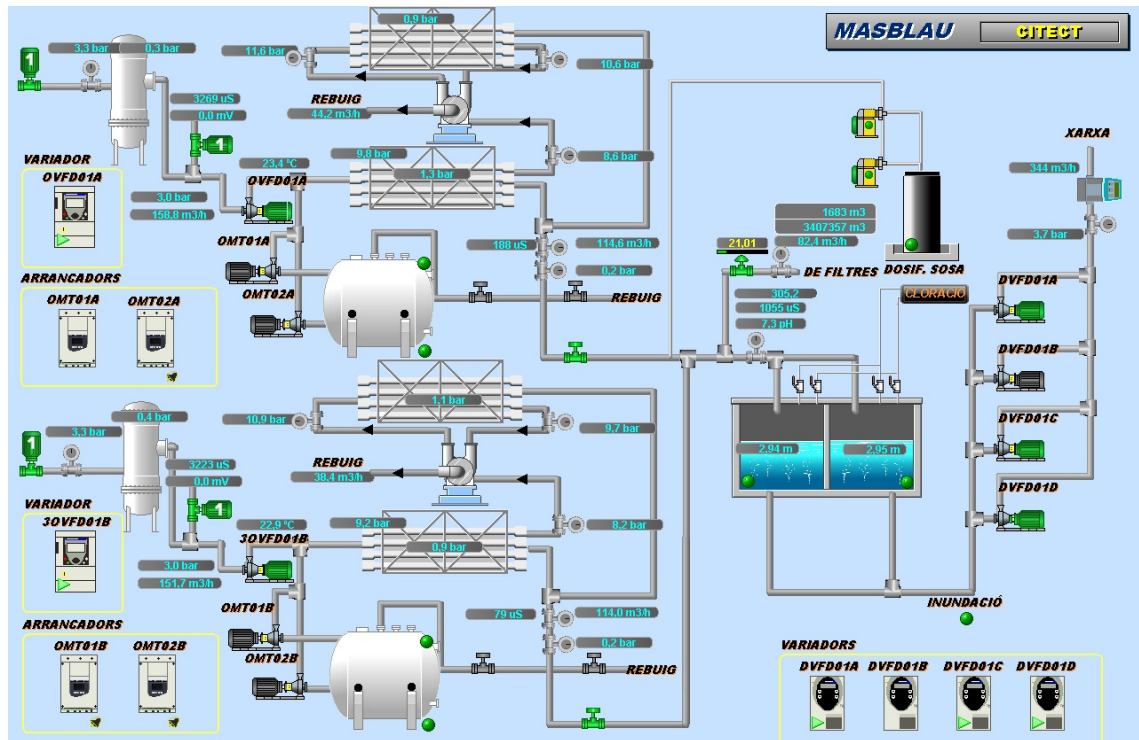 MASBLAU
CITECT
1
3,3 bar
0,3 bar
3269 uS
0,0 mV
1
VARIADOR
OVFD01A
3,0 bar
158,8 m3/h
ARRANCADORS
OMT01A
OMT02A
0,9 bar
11,6 bar
10,6 bar
REBUIG
44,2 m3/h
9,8 bar
8,6 bar
23,4 ºC
1,3 bar
OVFD01A
OMT01A
OMT02A
188 uS
114,6 m3/h
0,2 bar
REBUIG
1683 m3
3407357 m3
82,4 m3/h
21,01
DE FILTRES
305,2
1055 uS
7,3 pH
DOSIF. SOSA
CLORACIO
XARXA
344 m3/h
3,7 bar
DVFD01A
DVFD01B
DVFD01C
DVFD01D
2,94 m
2,95 m
INUNDACIÓ
1
3,3 bar
0,4 bar
3223 uS
0,0 mV
1
VARIADOR
3OVFD01B
3,0 bar
151,7 m3/h
ARRANCADORS
OMT01B
OMT02B
1,1 bar
10,9 bar
9,7 bar
REBUIG
38,4 m3/h
9,2 bar
8,2 bar
22,9 ºC
0,9 bar
3OVFD01B
OMT01B
OMT02B
79 uS
114,0 m3/h
0,2 bar
REBUIG
VARIADORS
DVFD01A
DVFD01B
DVFD01C
DVFD01D